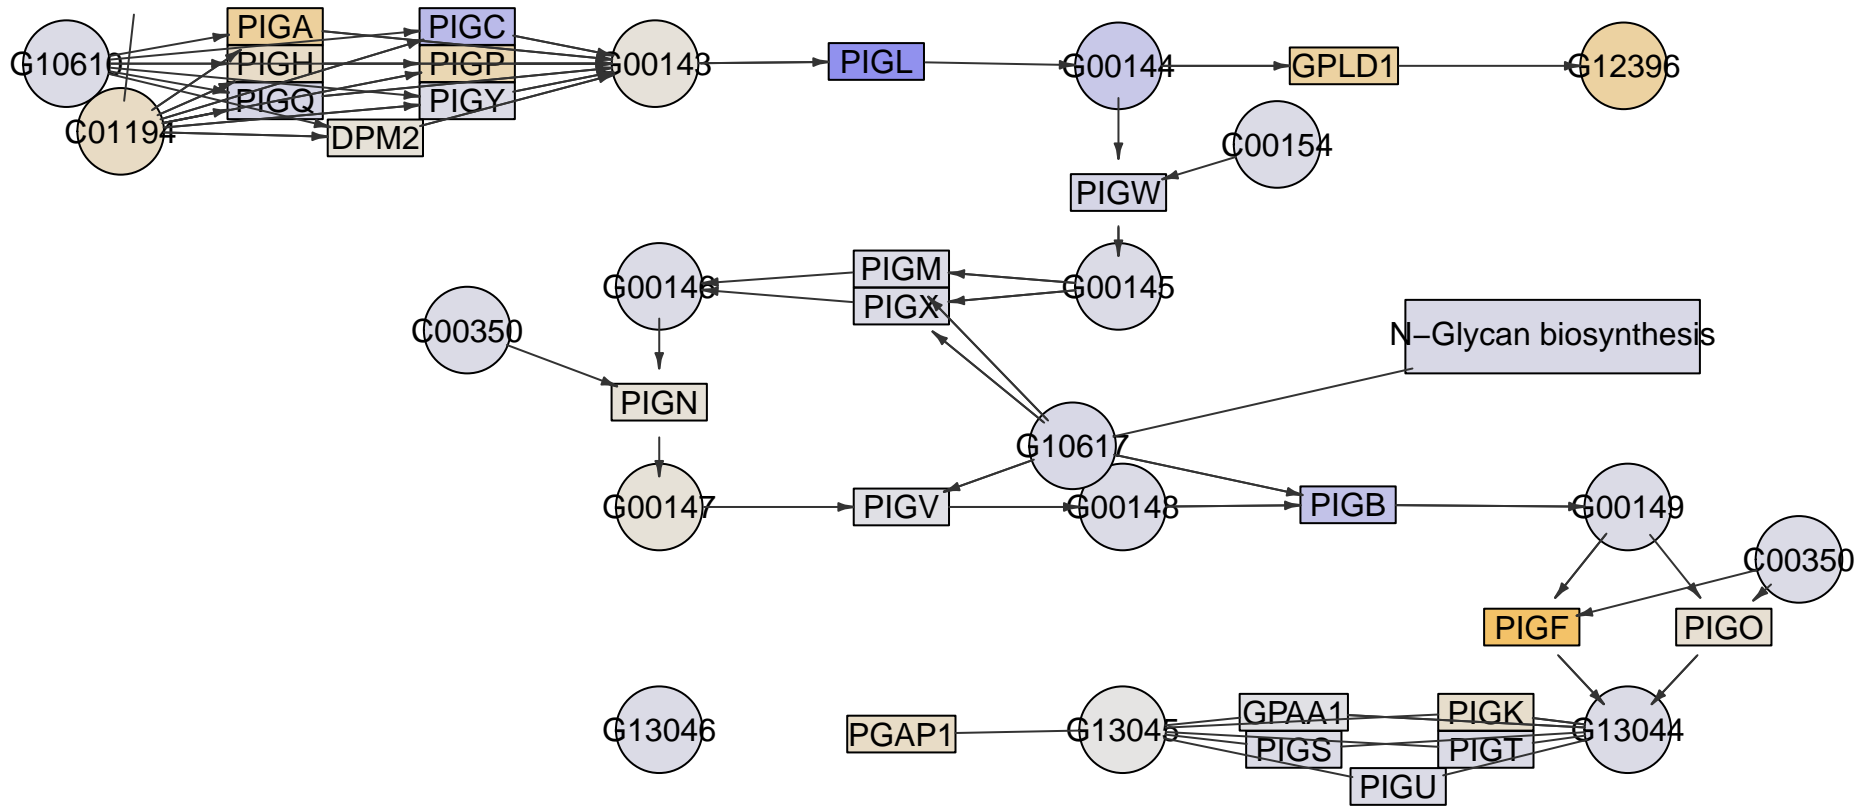 PIGA
PIGC
G10610
PIGH
PIGP
G00143
PIGL
G00144
GPLD1
G12396
PIGQ
PIGY
C01194
DPM2
C00154
PIGW
PIGM
G00146
G00145
PIGX
C00350
N−Glycan biosynthesis
PIGN
G10617
G00147
PIGV
G00148
PIGB
G00149
C00350
PIGF
PIGO
GPAA1
PIGK
G13046
PGAP1
G13045
G13044
PIGS
PIGT
PIGU